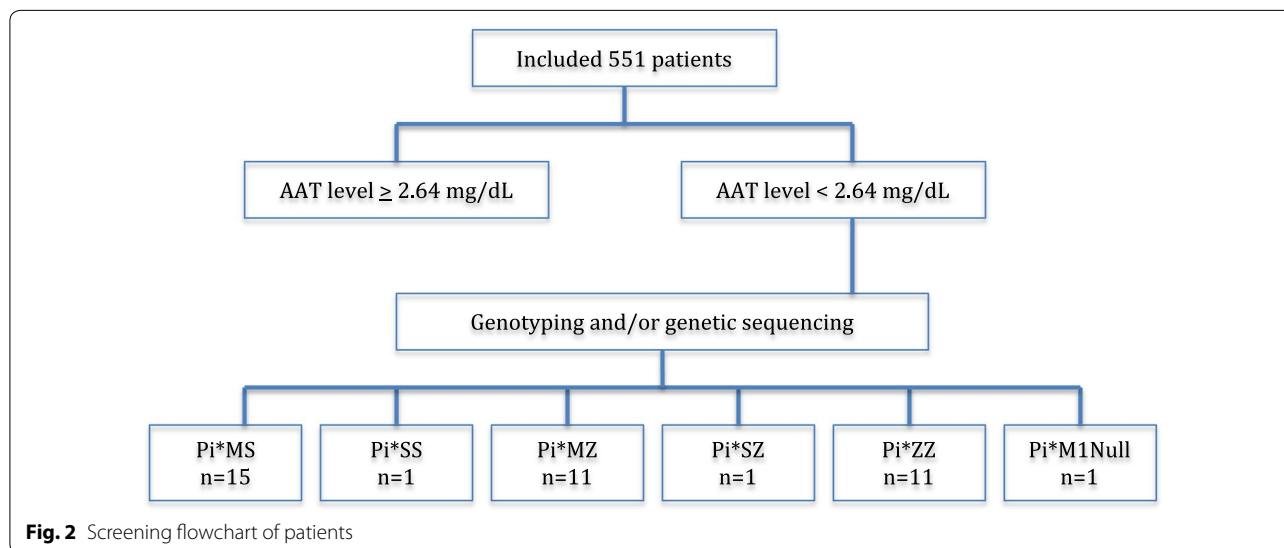 Included 551 patients
AAT level ≥ 2.64 mg/dL
AAT level < 2.64 mg/dL
Genotyping and/or genetic sequencing
Pi*MS
n=15
Pi*SS
n=1
Pi*MZ
n=11
Pi*SZ
n=1
Pi*ZZ
n=11
Pi*M1Null
n=1
Fig. 2 Screening flowchart of patients